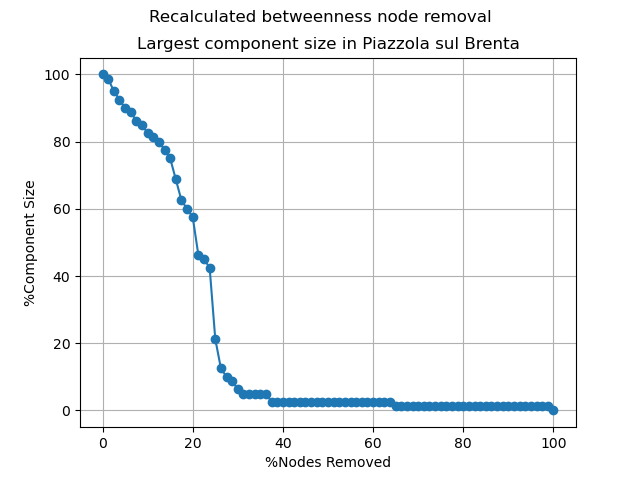 Recalculated betweenness node removal
Largest component size in Piazzola sul Brenta
100
80
60
40
20
0
%Component Size
0 20 40 60 80 100
%Nodes Removed